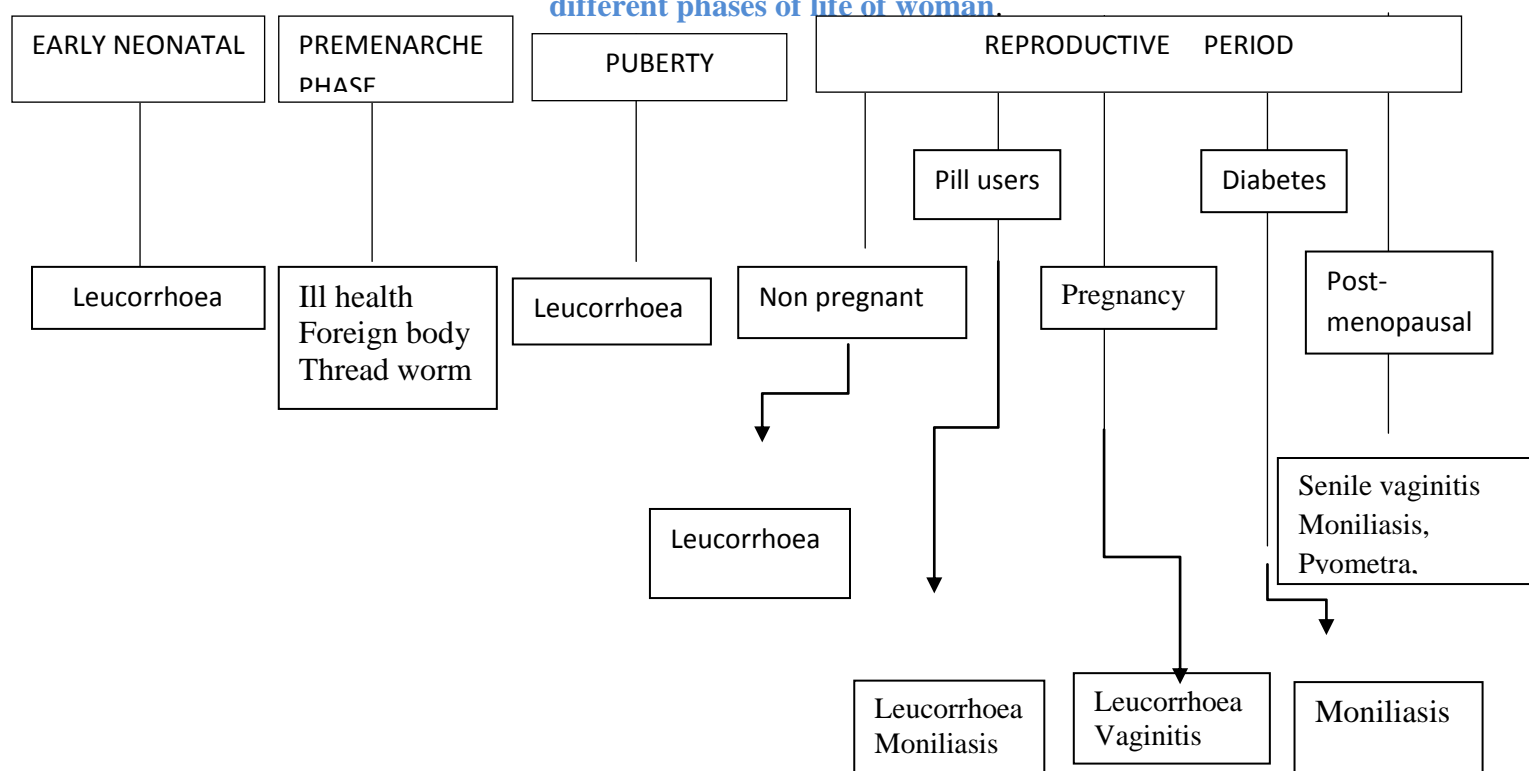 different phases of life of woman.
EARLY NEONATAL
PREMENARCHE
PHASE
PUBERTY
REPRODUCTIVE PERIOD
Pill users
Diabetes
Leucorrhoea
Ill health
Foreign body
Thread worm
Leucorrhoea
Non pregnant
Pregnancy
Post-
menopausal
Leucorrhoea
Senile vaginitis
Moniliasis,
Pyometra,
Leucorrhoea
Moniliasis
Leucorrhoea
Vaginitis
Moniliasis